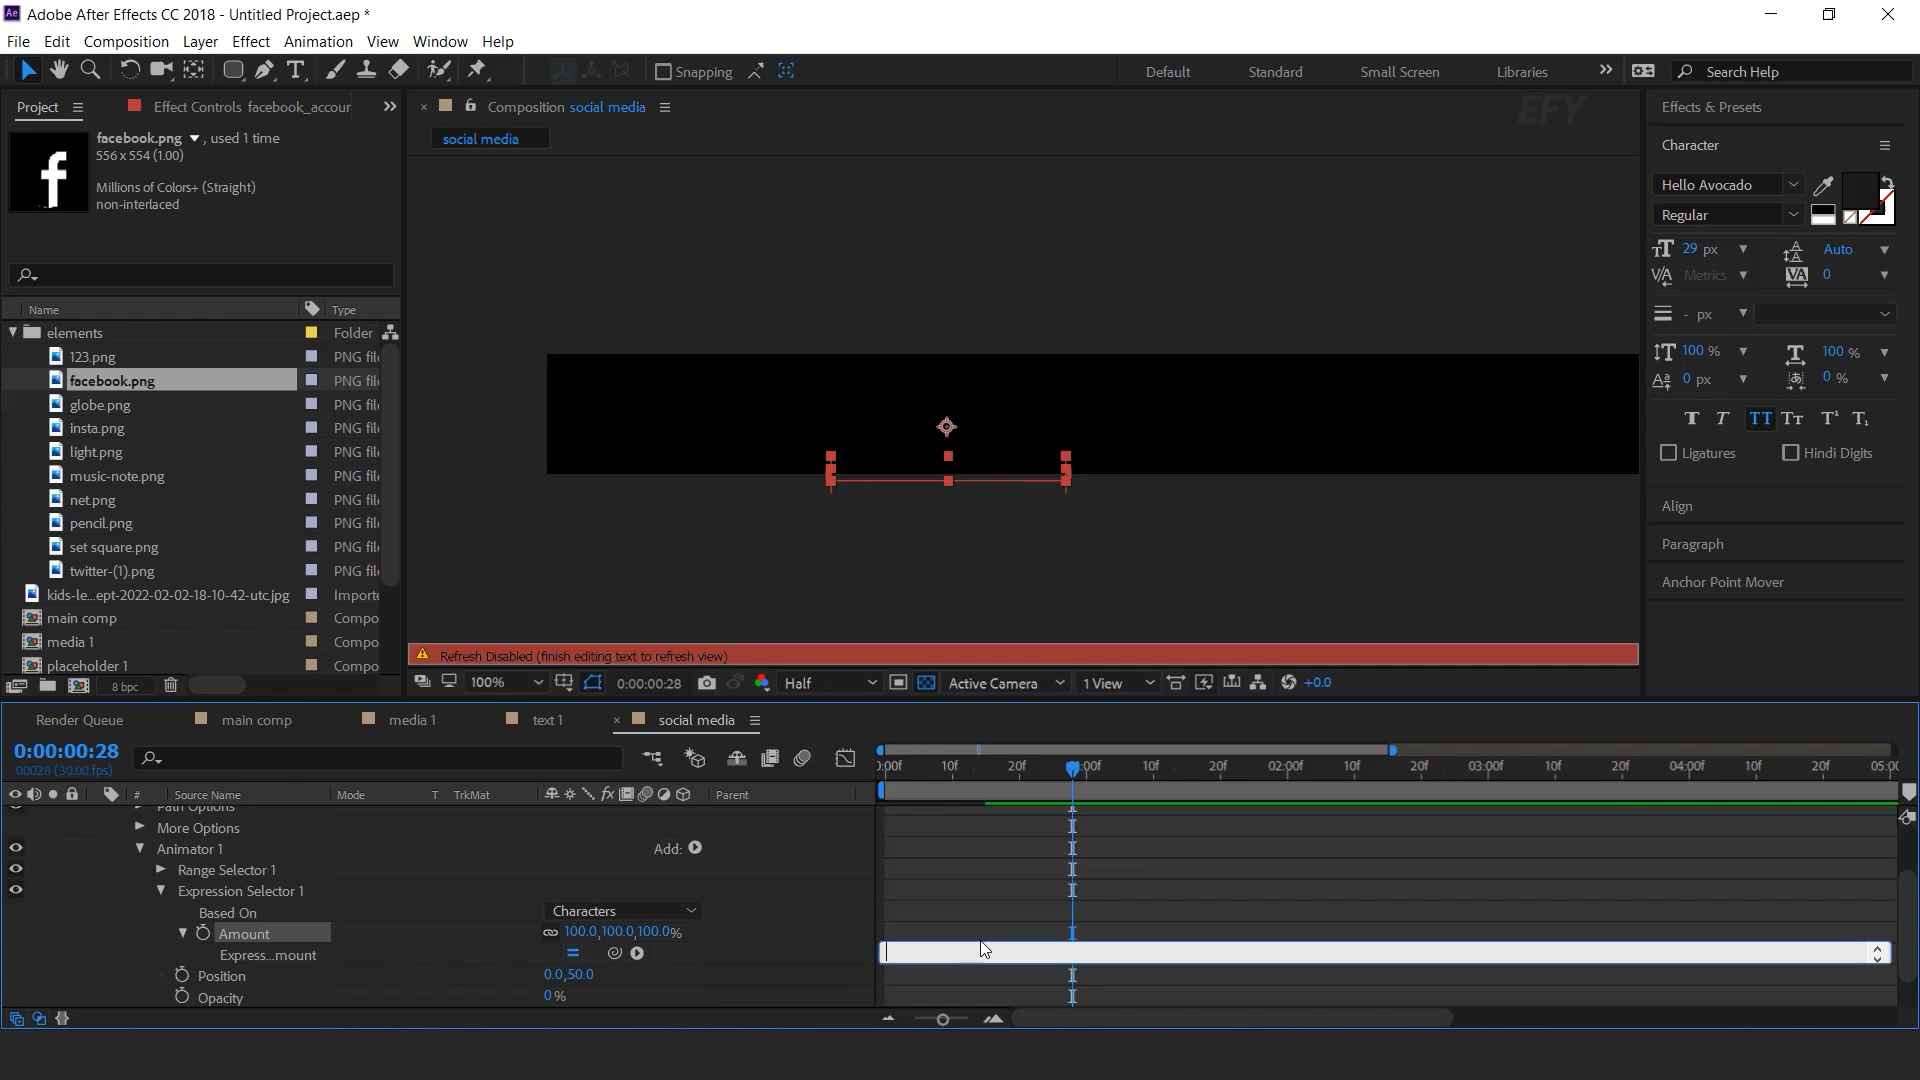 Adobe After Effects CC 2018 - Untitled Project.aep *
File Edit Composition Layer Effect Animation View Window Help
Snapping
Default Standard Small Screen Libraries
Search Help
Project
Effect Controls facebook_accour
facebook.png , used 1 time
556 x 554 (1.00)
Millions of Colors+ (Straight)
non-interlaced
Name Type
elements Folder
123.png PNG fil
facebook.png PNG fil
globe.png PNG fil
insta.png PNG fil
light.png PNG fil
music-note.png PNG fil
net.png PNG fil
pencil.png PNG fil
set square.png PNG fil
twitter-(1).png PNG fil
kids-le...ept-2022-02-02-18-10-42-utc.jpg Importe
main comp Compo
media 1 Compo
placeholder 1 Compo
8 bpc
Composition social media
EFY
social media
Refresh Disabled (finish editing text to refresh view)
100% 0:00:00:28 Half Active Camera 1 View +0.0
Effects & Presets
Character
Hello Avocado
Regular
29 px Auto
Metrics 0
- px
100 % 100 %
0 px 0 %
T T TT Tт T¹ T₁
Ligatures Hindi Digits
Align
Paragraph
Anchor Point Mover
Render Queue main comp media 1 text 1 social media
0:00:00:28
00028 (30.00 fps)
# Source Name Mode T TrkMat Parent
):00f 10f 20f :00f 10f 20f 02:00f 10f 20f 03:00f 10f 20f 04:00f 10f 20f 05:00
Path Options
More Options
Animator 1 Add:
Range Selector 1
Expression Selector 1
Based On Characters
Amount 100.0,100.0,100.0%
Express...mount
Position 0.0,50.0
Opacity 0%